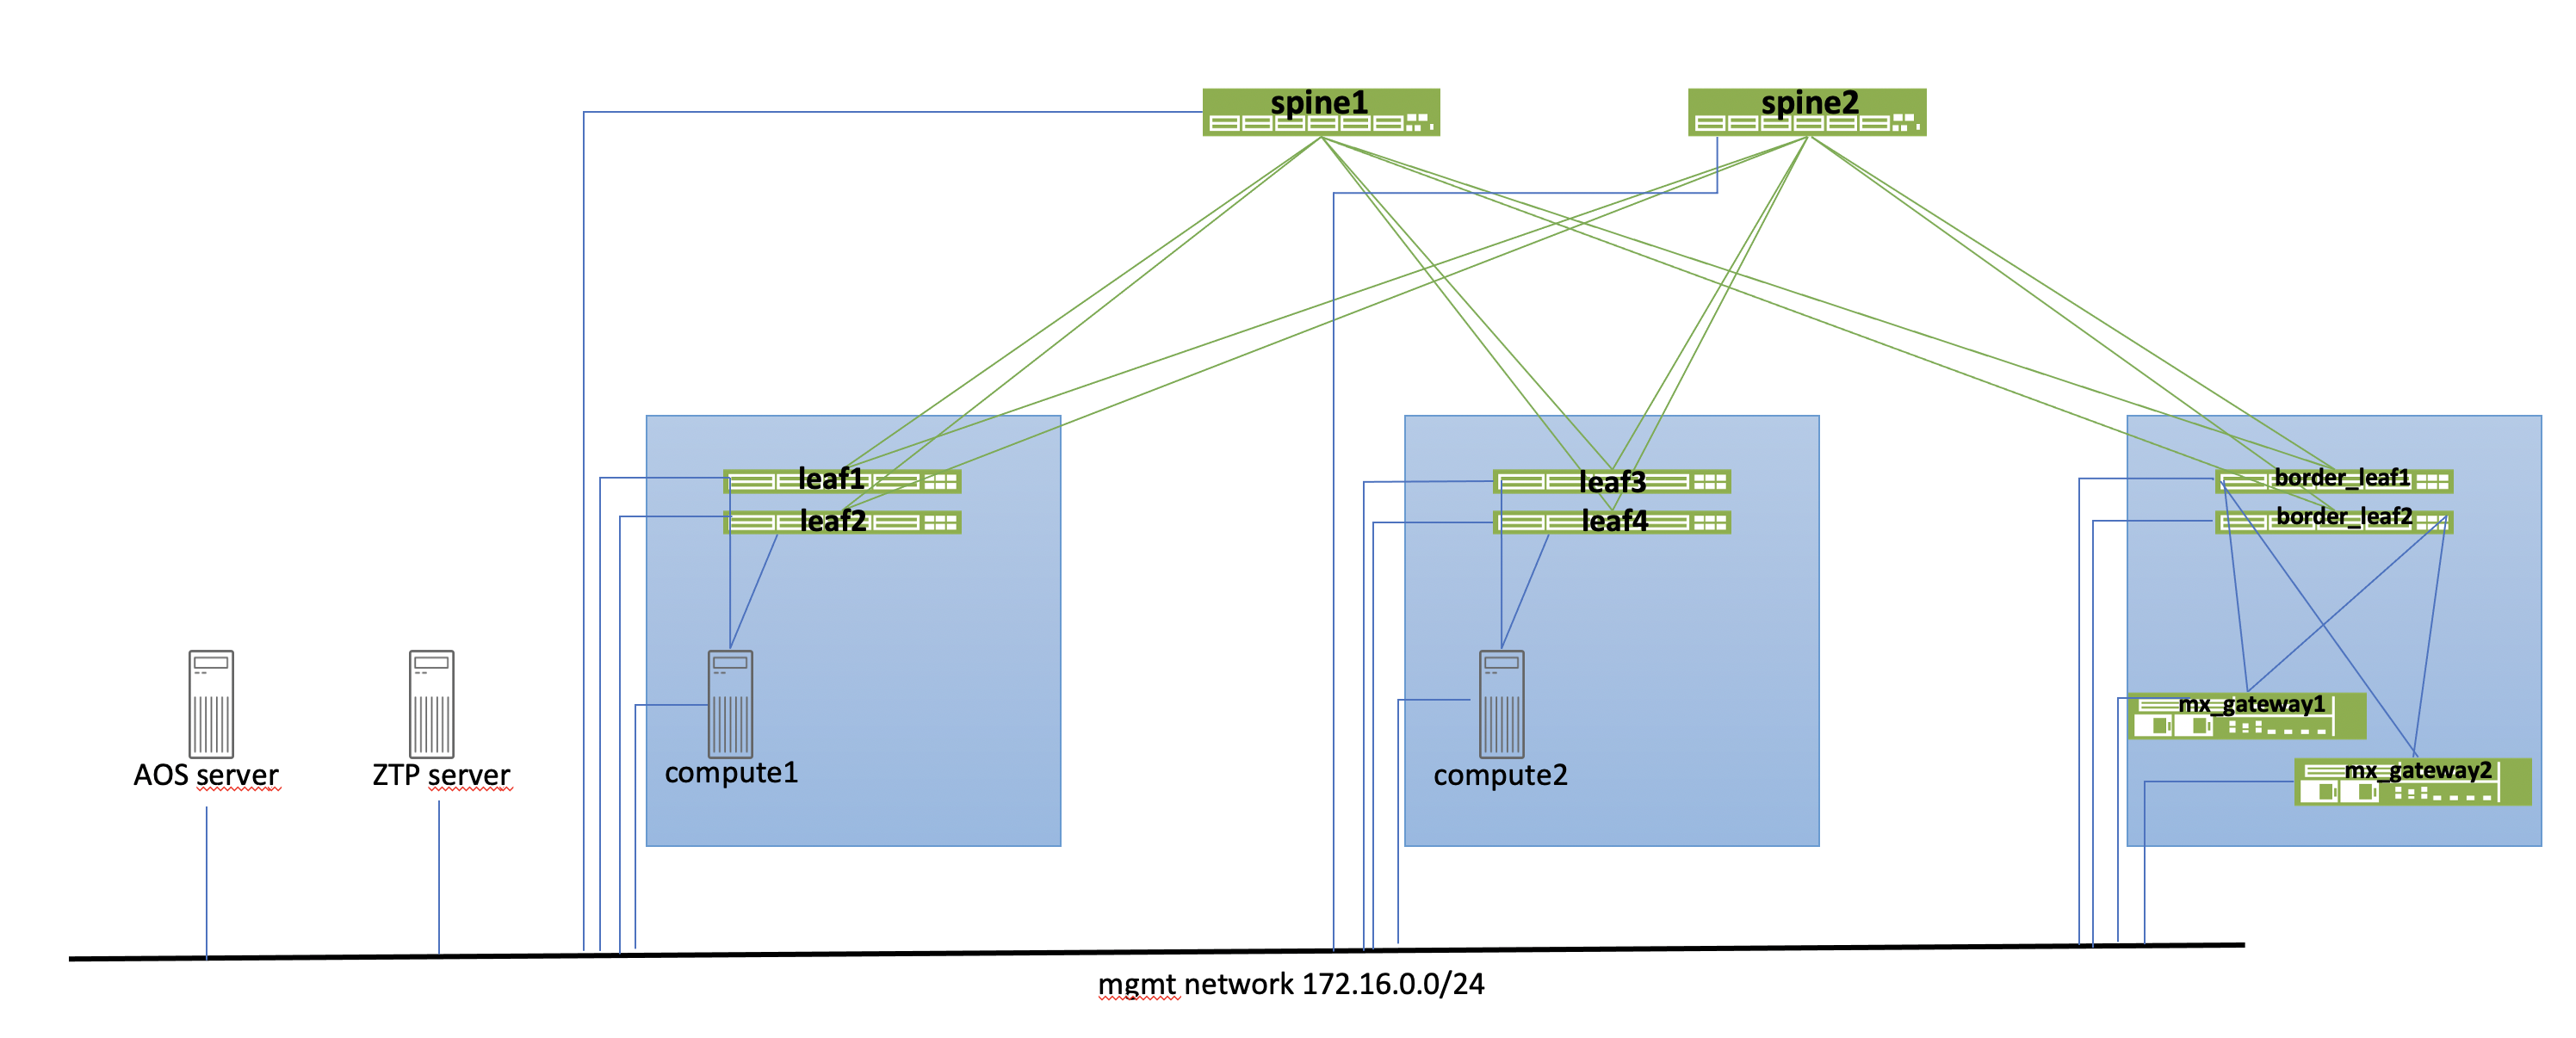 spine1
spine2
leaf1
leaf2
leaf3
leaf4
border_leaf1
border_leaf2
mx_gateway1
mx_gateway2
AOS server
ZTP server
compute1
compute2
mgmt network 172.16.0.0/24